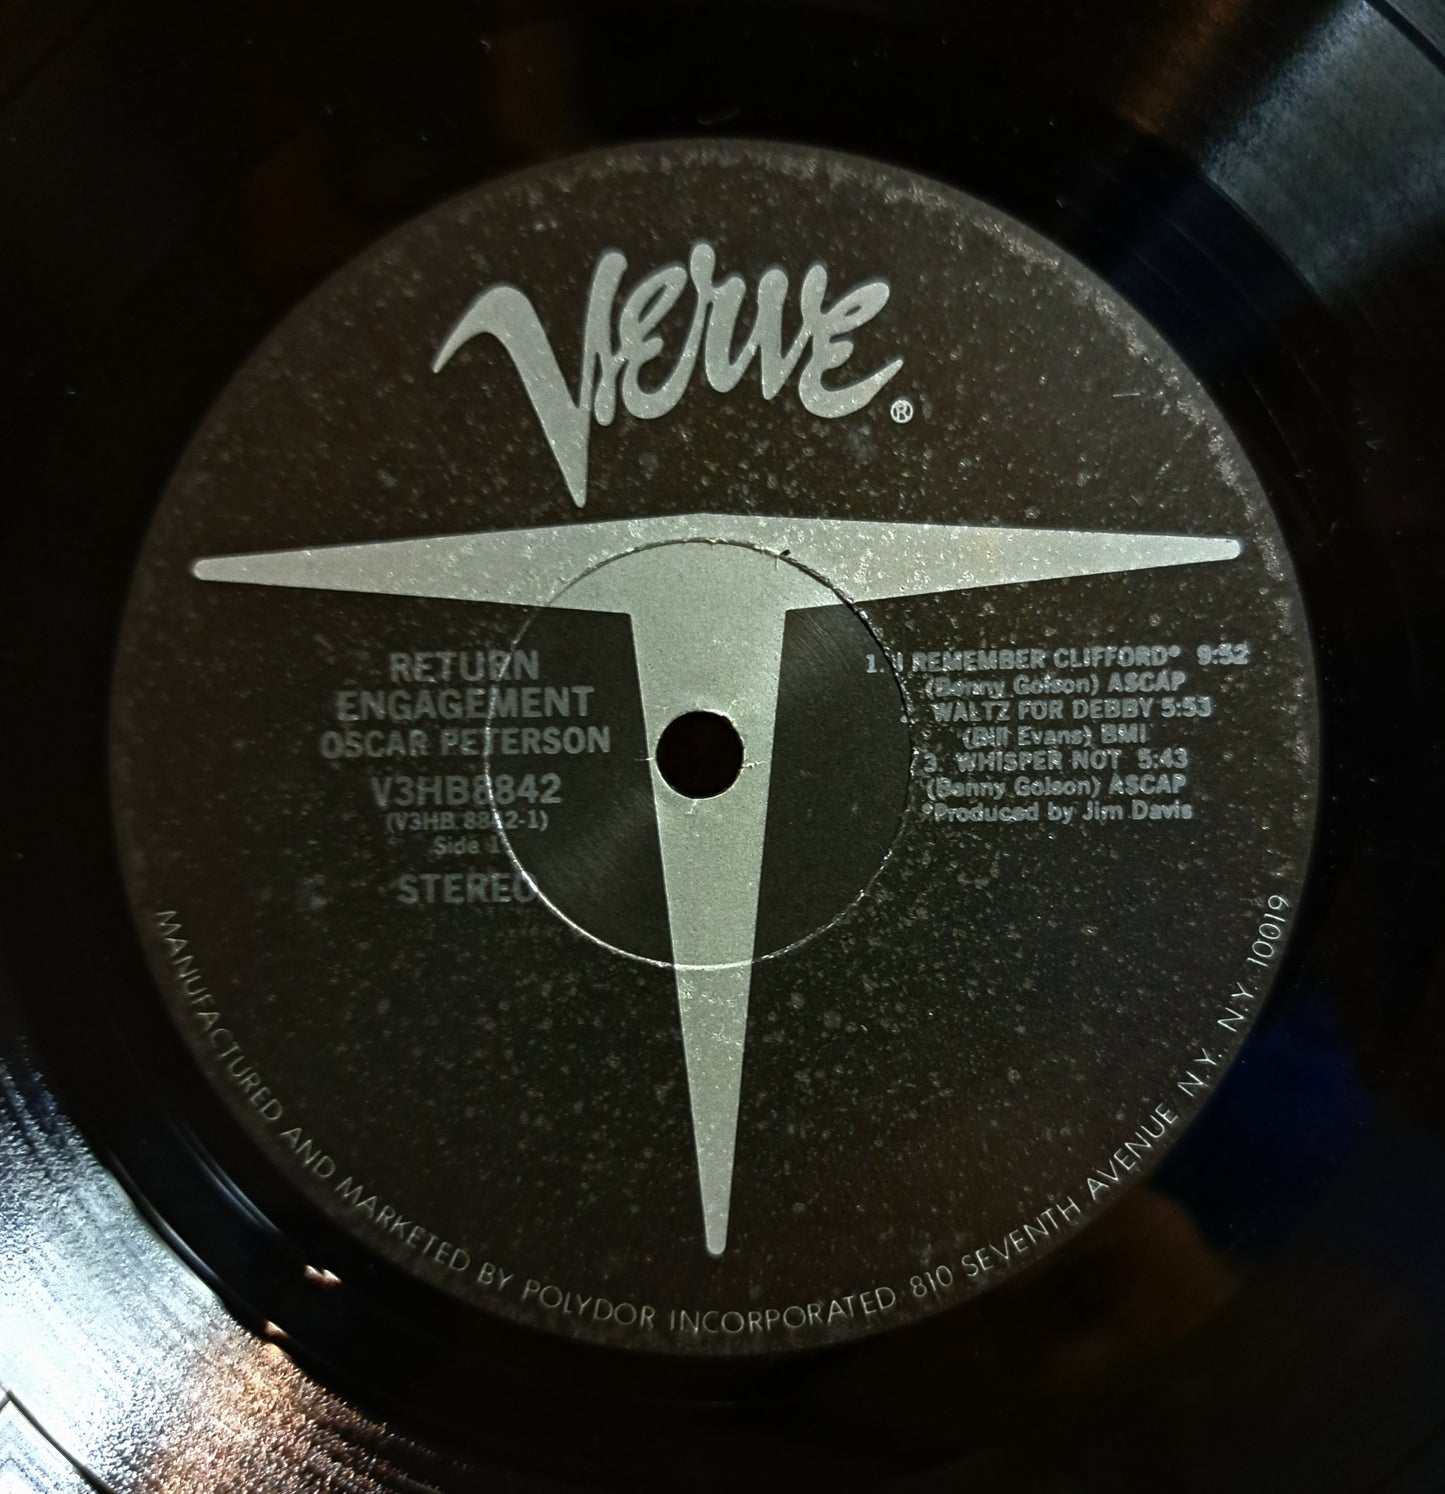 Verve®
RETURN
ENGAGEMENT
OSCAR PETERSON
V3HB8842
(V3HB 8842-1)
Side 1
STEREO
1. I REMEMBER CLIFFORD* 9:52
(Benny Golson) ASCAP
2. WALTZ FOR DEBBY 5:53
(Bill Evans) BMI
3. WHISPER NOT 5:43
(Benny Golson) ASCAP
*Produced by Jim Davis
MANUFACTURED AND MARKETED BY POLYDOR INCORPORATED 810 SEVENTH AVENUE N.Y. N.Y. 10019